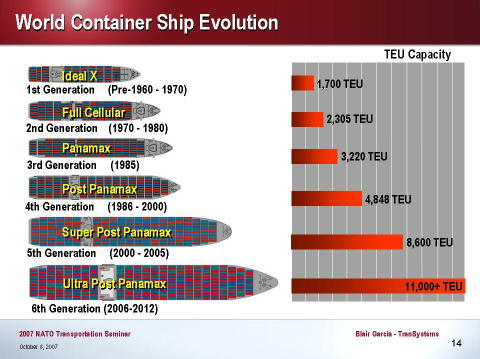 World Container Ship Evolution
TEU Capacity
Ideal X
1st Generation (Pre-1960 - 1970)
1,700 TEU
Full Cellular
2nd Generation (1970 - 1980)
2,305 TEU
Panamax
3rd Generation (1985)
3,220 TEU
Post Panamax
4th Generation (1986 - 2000)
4,848 TEU
Super Post Panamax
5th Generation (2000 - 2005)
8,600 TEU
Ultra Post Panamax
6th Generation (2006-2012)
11,000+ TEU
2007 NATO Transportation Seminar
Blair Garcia - TranSystems
October 8, 2007
14